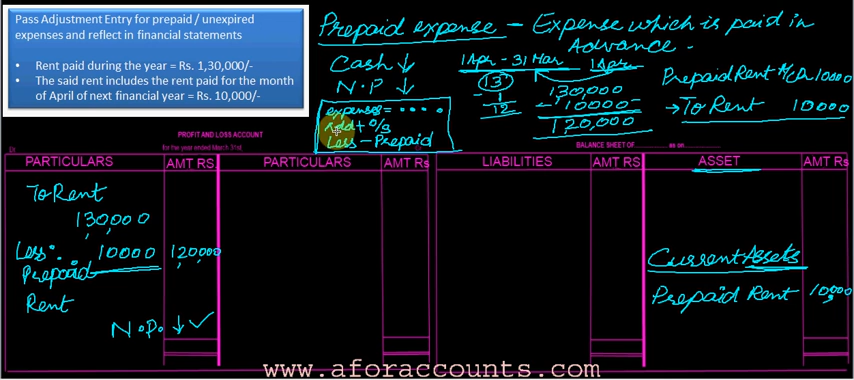 Pass Adjustment Entry for prepaid / unexpired
expenses and reflect in financial statements
• Rent paid during the year = Rs. 1,30,000/-
• The said rent includes the rent paid for the month
of April of next financial year = Rs. 10,000/-
Prepaid expense – Expense which is paid in
Advance -
Cash ↓
N.P ↓
expenses = ....
Add + O/s
Less - Prepaid
1 Apr - 31 Mar 1 Apr
13
- 1
12
130,000
- 10000
120,000
Prepaid Rent A/c Dr 10000
→ To Rent 10000
PROFIT AND LOSS ACCOUNT
for the year ended March 31st.
BALANCE SHEET OF as on
PARTICULARS AMT RS. PARTICULARS AMT Rs LIABILITIES AMT RS ASSET AMT Rs
To Rent
130,000
Less: 10000 120,000
Prepaid
Rent
N.P. ↓ ✓
Current Assets
Prepaid Rent 10,000
www.aforaccounts.com